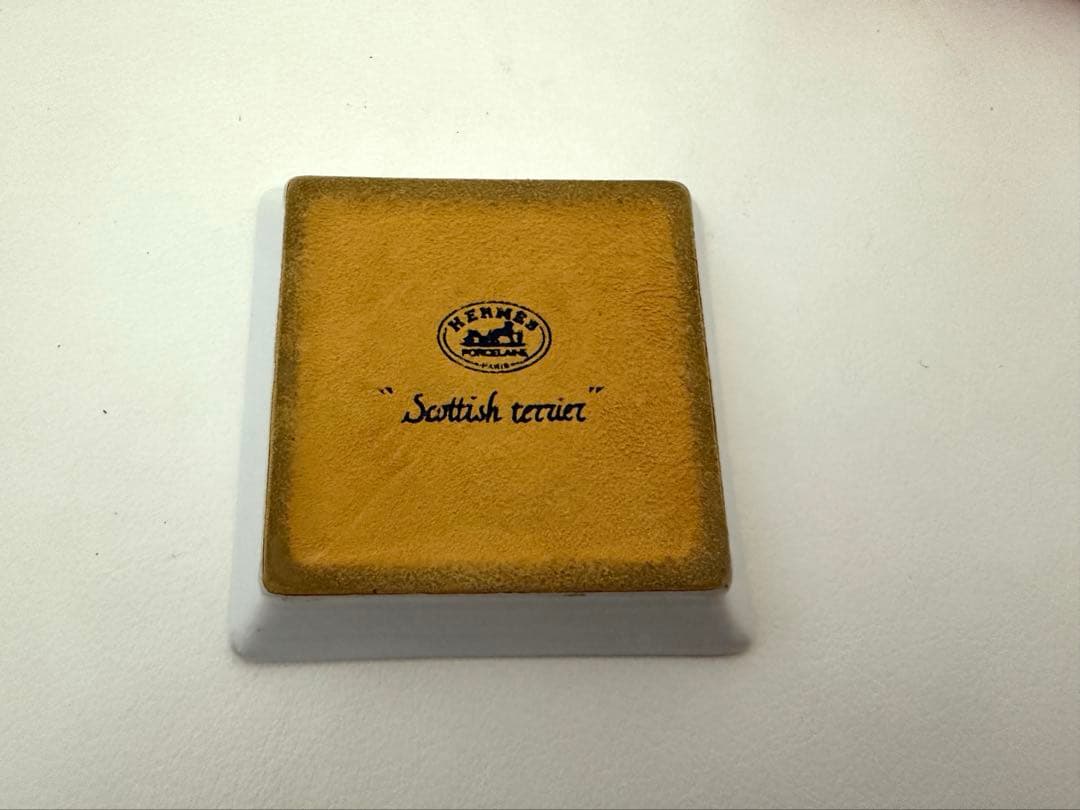 HERMES
PORCELAINE
PARIS
"Scottish terrier"